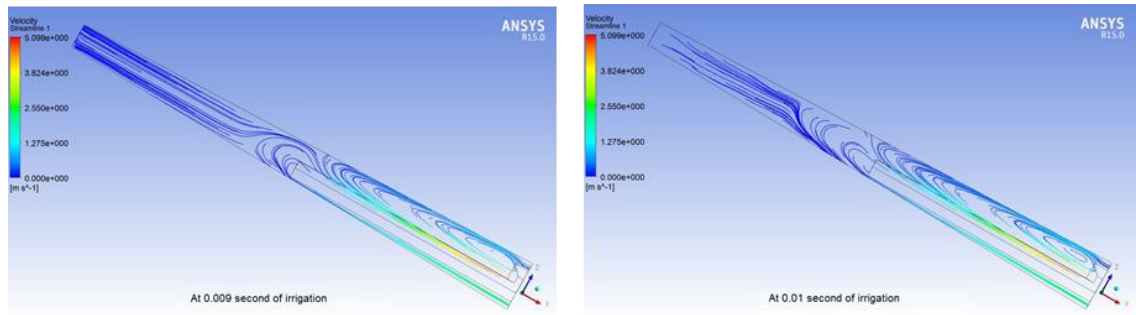 Velocity
Streamline 1
5.099e+000
3.824e+000
2.550e+000
1.275e+000
0.000e+000
[m s^-1]
ANSYS
R15.0
Z
X
At 0.009 second of irrigation
Velocity
Streamline 1
5.099e+000
3.824e+000
2.550e+000
1.275e+000
0.000e+000
[m s^-1]
ANSYS
R15.0
Z
X
At 0.01 second of irrigation